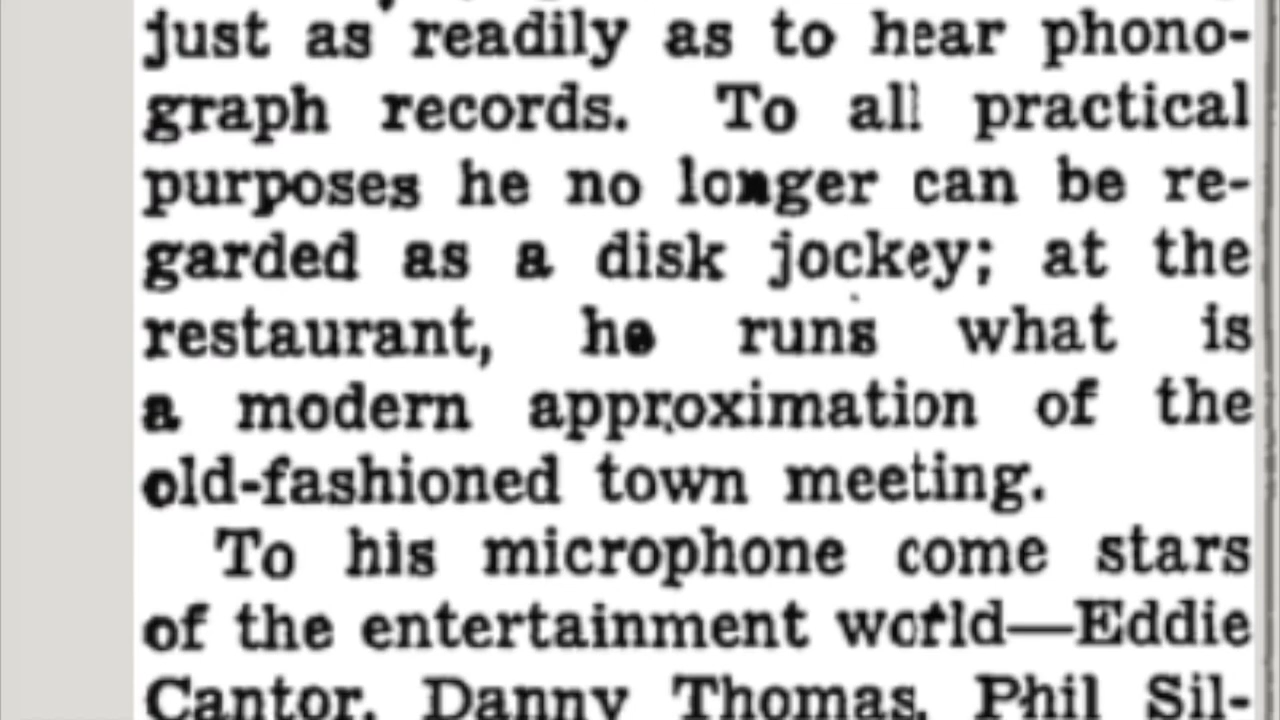 just as readily as to hear phono-
graph records. To all practical
purposes he no longer can be re-
garded as a disk jockey; at the
restaurant, he runs what is
a modern approximation of the
old-fashioned town meeting.
To his microphone come stars
of the entertainment world—Eddie
Cantor, Danny Thomas, Phil Sil-